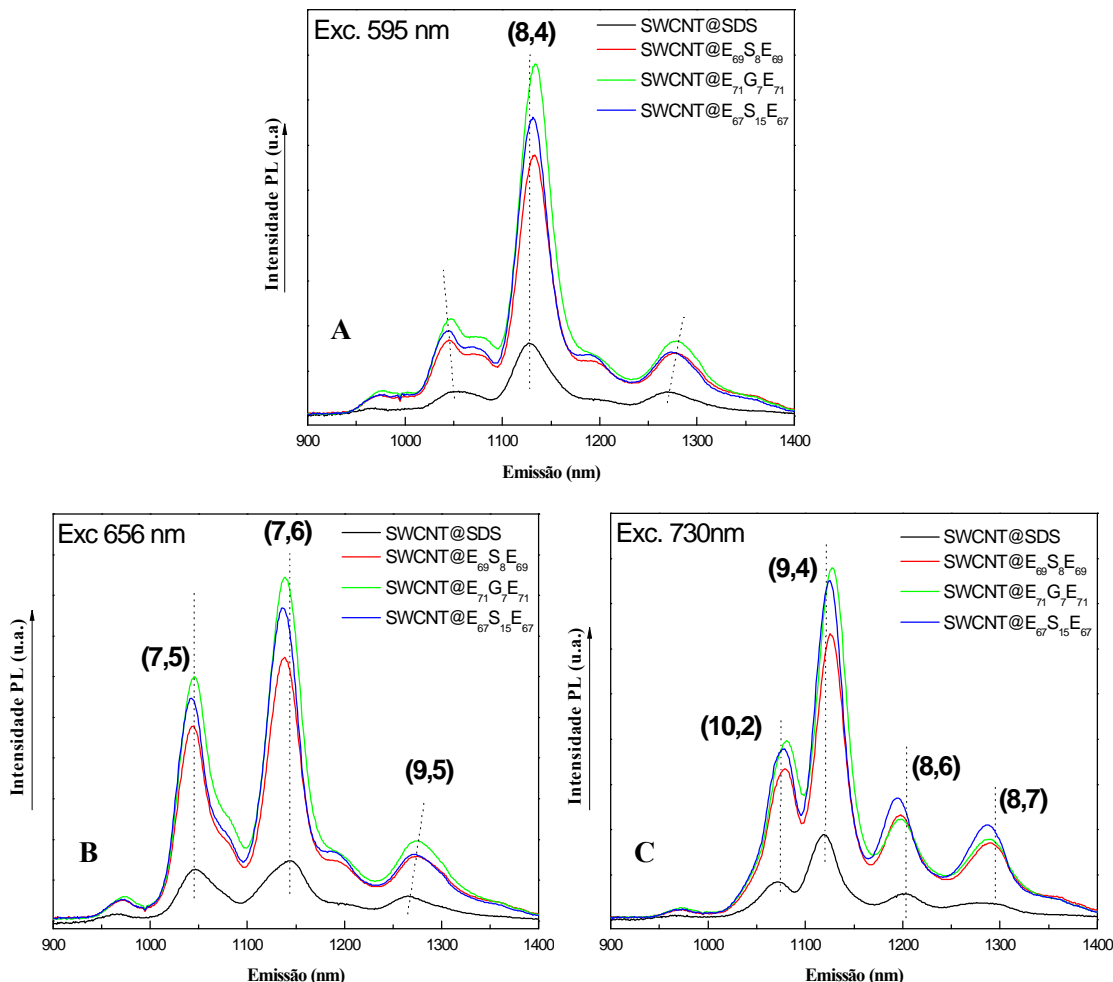 Exc. 595 nm
(8,4)
SWCNT@SDS
SWCNT@E69S8E69
SWCNT@E71G7E71
SWCNT@E67S15E67
Intensidade PL (u.a)
A
900 1000 1100 1200 1300 1400
Emissão (nm)
Exc 656 nm
(7,6)
SWCNT@SDS
SWCNT@E69S8E69
SWCNT@E71G7E71
SWCNT@E67S15E67
(7,5)
(9,5)
Intensidade PL (u.a.)
B
900 1000 1100 1200 1300 1400
Emissão (nm)
Exc. 730nm
(9,4)
SWCNT@SDS
SWCNT@E69S8E69
SWCNT@E71G7E71
SWCNT@E67S15E67
(10,2)
(8,6)
(8,7)
Intensidade PL (u.a.)
C
900 1000 1100 1200 1300 1400
Emissão (nm)